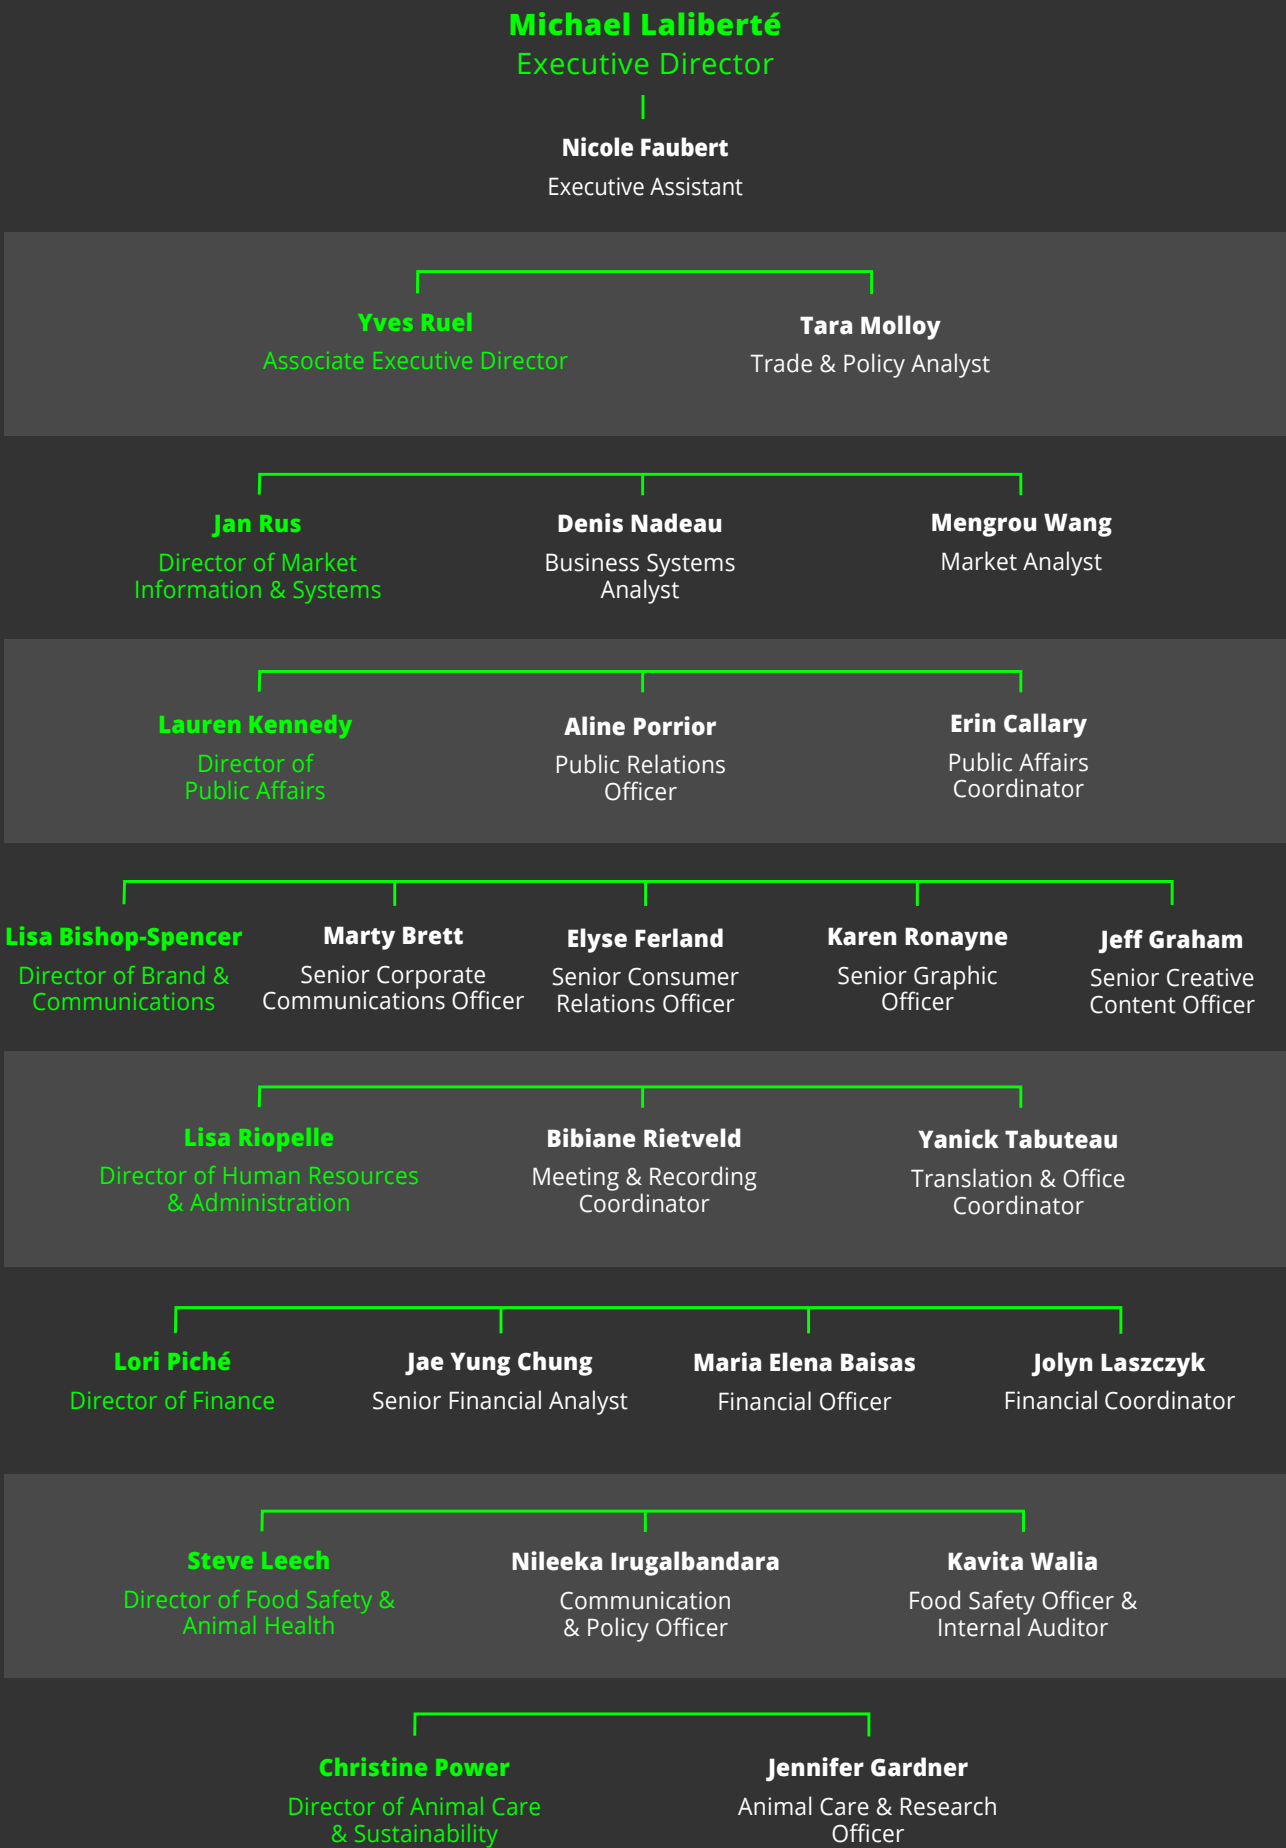 Michael Laliberté
Executive Director
Nicole Faubert
Executive Assistant
Yves Ruel
Associate Executive Director
Tara Molloy
Trade & Policy Analyst
Jan Rus
Director of Market
Information & Systems
Denis Nadeau
Business Systems
Analyst
Mengrou Wang
Market Analyst
Lauren Kennedy
Director of
Public Affairs
Aline Porrior
Public Relations
Officer
Erin Callary
Public Affairs
Coordinator
Lisa Bishop-Spencer
Director of Brand &
Communications
Marty Brett
Senior Corporate
Communications Officer
Elyse Ferland
Senior Consumer
Relations Officer
Karen Ronayne
Senior Graphic
Officer
Jeff Graham
Senior Creative
Content Officer
Lisa Riopelle
Director of Human Resources
& Administration
Bibiane Rietveld
Meeting & Recording
Coordinator
Yanick Tabuteau
Translation & Office
Coordinator
Lori Piché
Director of Finance
Jae Yung Chung
Senior Financial Analyst
Maria Elena Baisas
Financial Officer
Jolyn Laszczyk
Financial Coordinator
Steve Leech
Director of Food Safety &
Animal Health
Nileeka Irugalbandara
Communication
& Policy Officer
Kavita Walia
Food Safety Officer &
Internal Auditor
Christine Power
Director of Animal Care
& Sustainability
Jennifer Gardner
Animal Care & Research
Officer